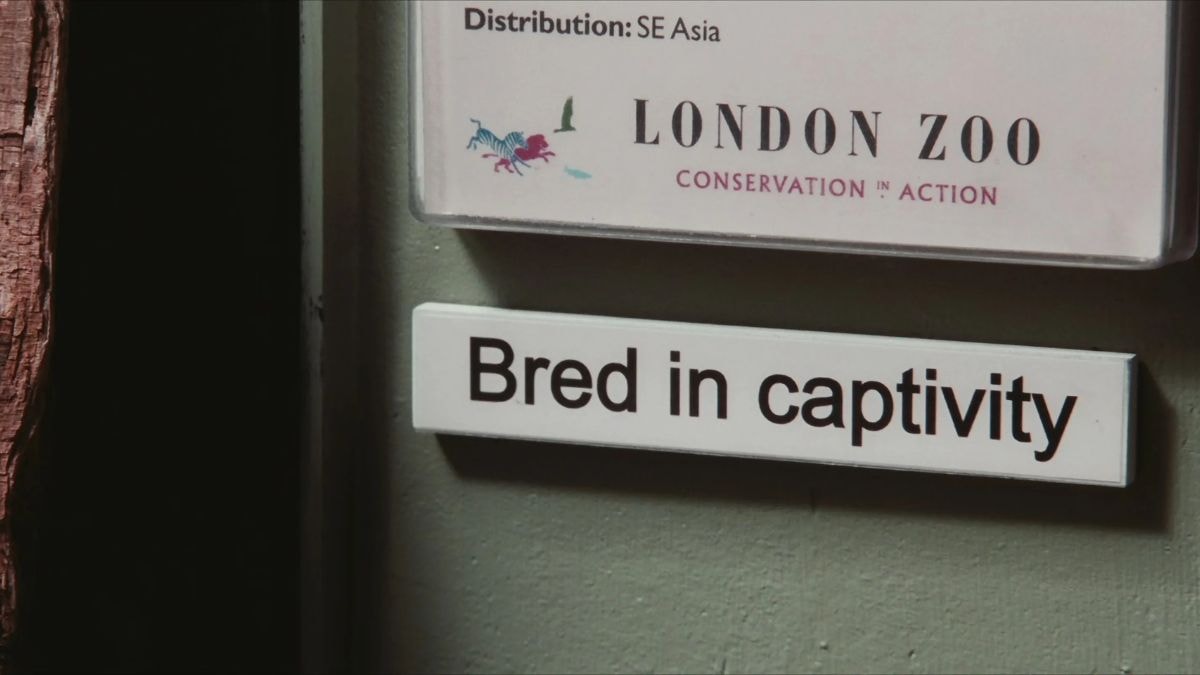 Distribution: SE Asia
LONDON ZOO
CONSERVATION IN ACTION
Bred in captivity